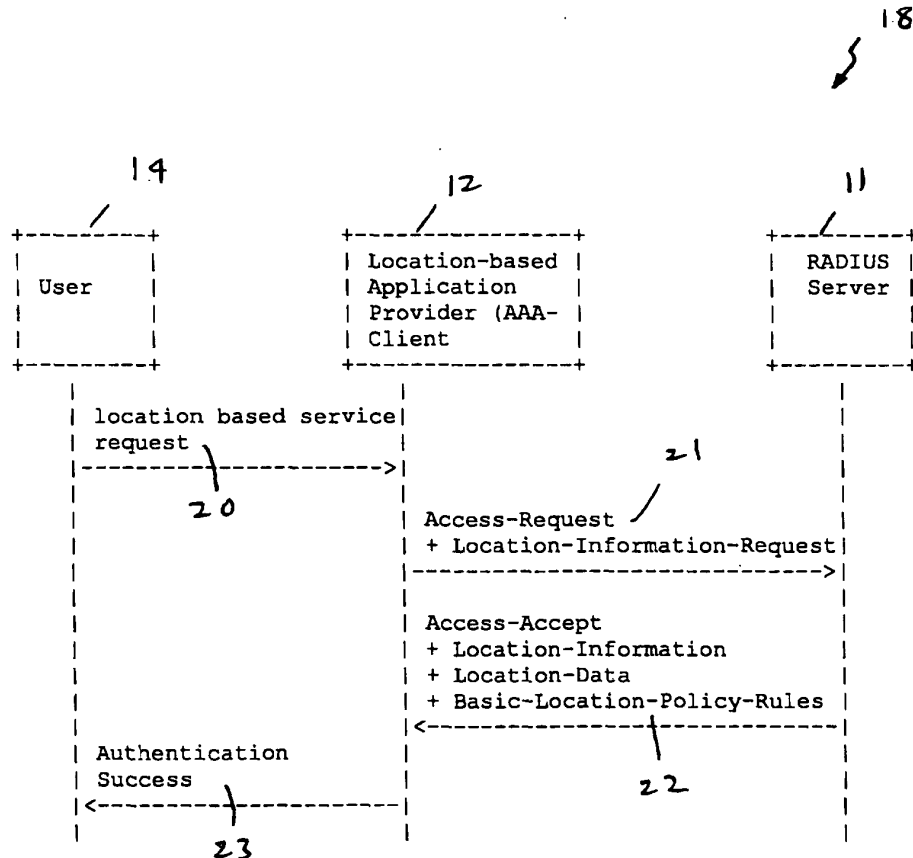 18
14
12
11
User
Location-based
Application
Provider (AAA-
Client
RADIUS
Server
location based service
request
20
21
Access-Request
+ Location-Information-Request
Access-Accept
+ Location-Information
+ Location-Data
+ Basic-Location-Policy-Rules
22
Authentication
Success
23